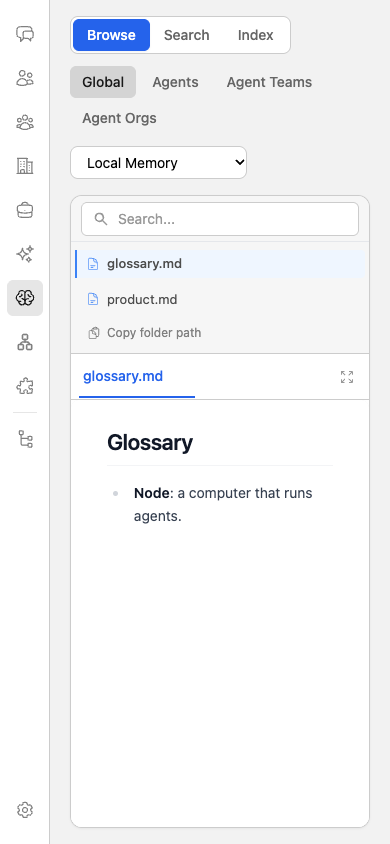 Browse Search Index
Global Agents Agent Teams
Agent Orgs
Local Memory
Search...
glossary.md
product.md
Copy folder path
glossary.md
Glossary
Node: a computer that runs
agents.